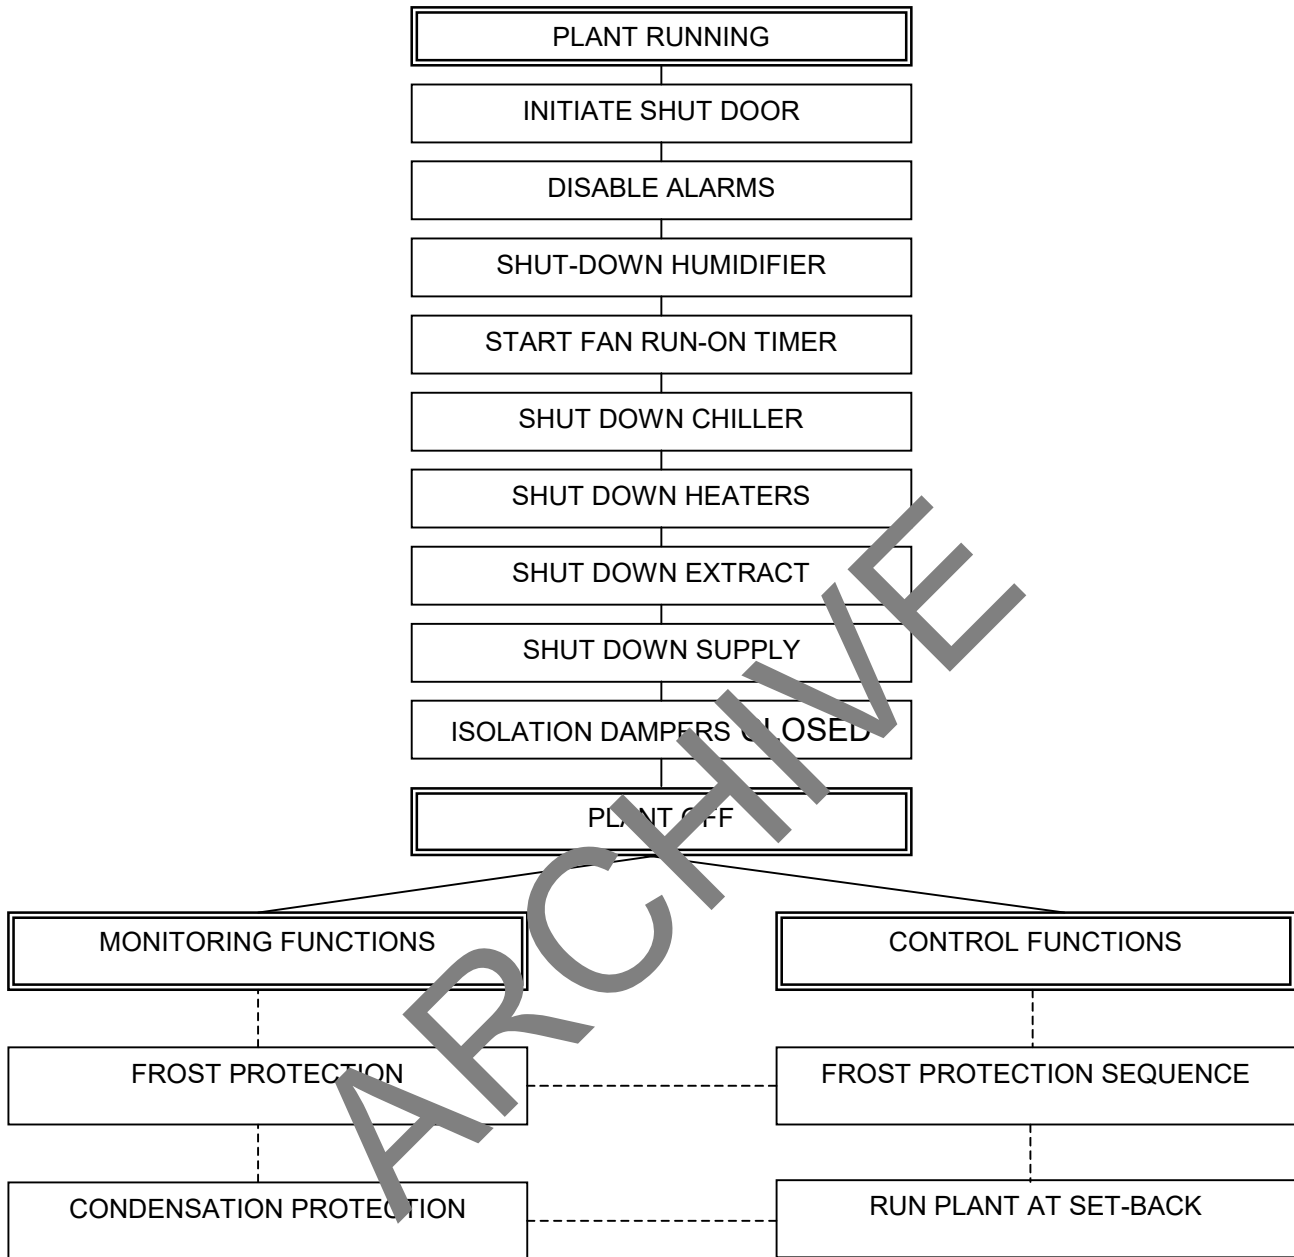 PLANT RUNNING
INITIATE SHUT DOOR
DISABLE ALARMS
SHUT-DOWN HUMIDIFIER
START FAN RUN-ON TIMER
SHUT DOWN CHILLER
SHUT DOWN HEATERS
SHUT DOWN EXTRACT
SHUT DOWN SUPPLY
ISOLATION DAMPERS CLOSED
PLANT OFF
MONITORING FUNCTIONS
CONTROL FUNCTIONS
FROST PROTECTION
FROST PROTECTION SEQUENCE
CONDENSATION PROTECTION
RUN PLANT AT SET-BACK
ARCHIVE